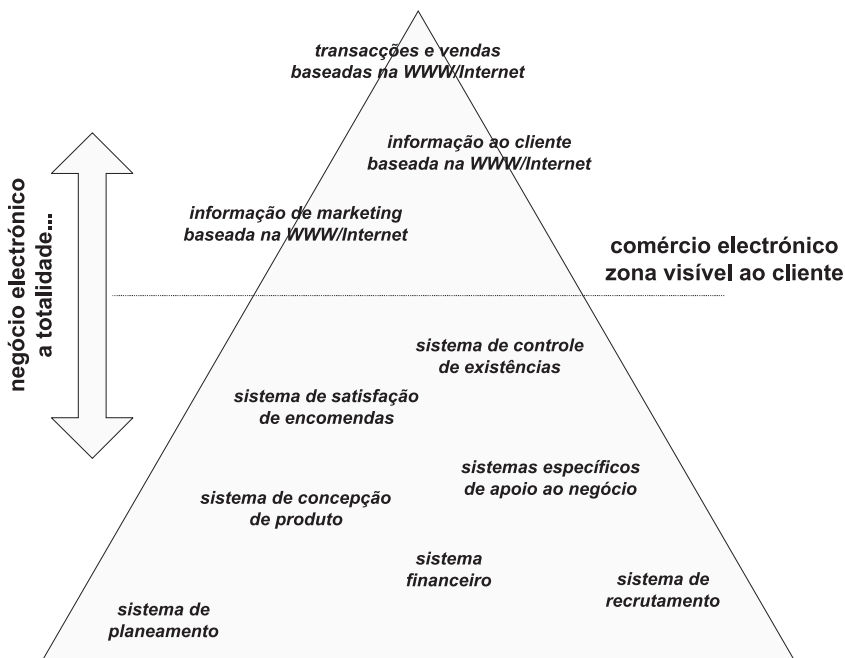 transacções e vendas
baseadas na WWW/Internet
informação ao cliente
baseada na WWW/Internet
informação de marketing
baseada na WWW/Internet
negócio electrónico
a totalidade...
comércio electrónico
zona visível ao cliente
sistema de controle
de existências
sistema de satisfação
de encomendas
sistemas específicos
de apoio ao negócio
sistema de concepção
de produto
sistema
financeiro
sistema de
recrutamento
sistema de
planeamento